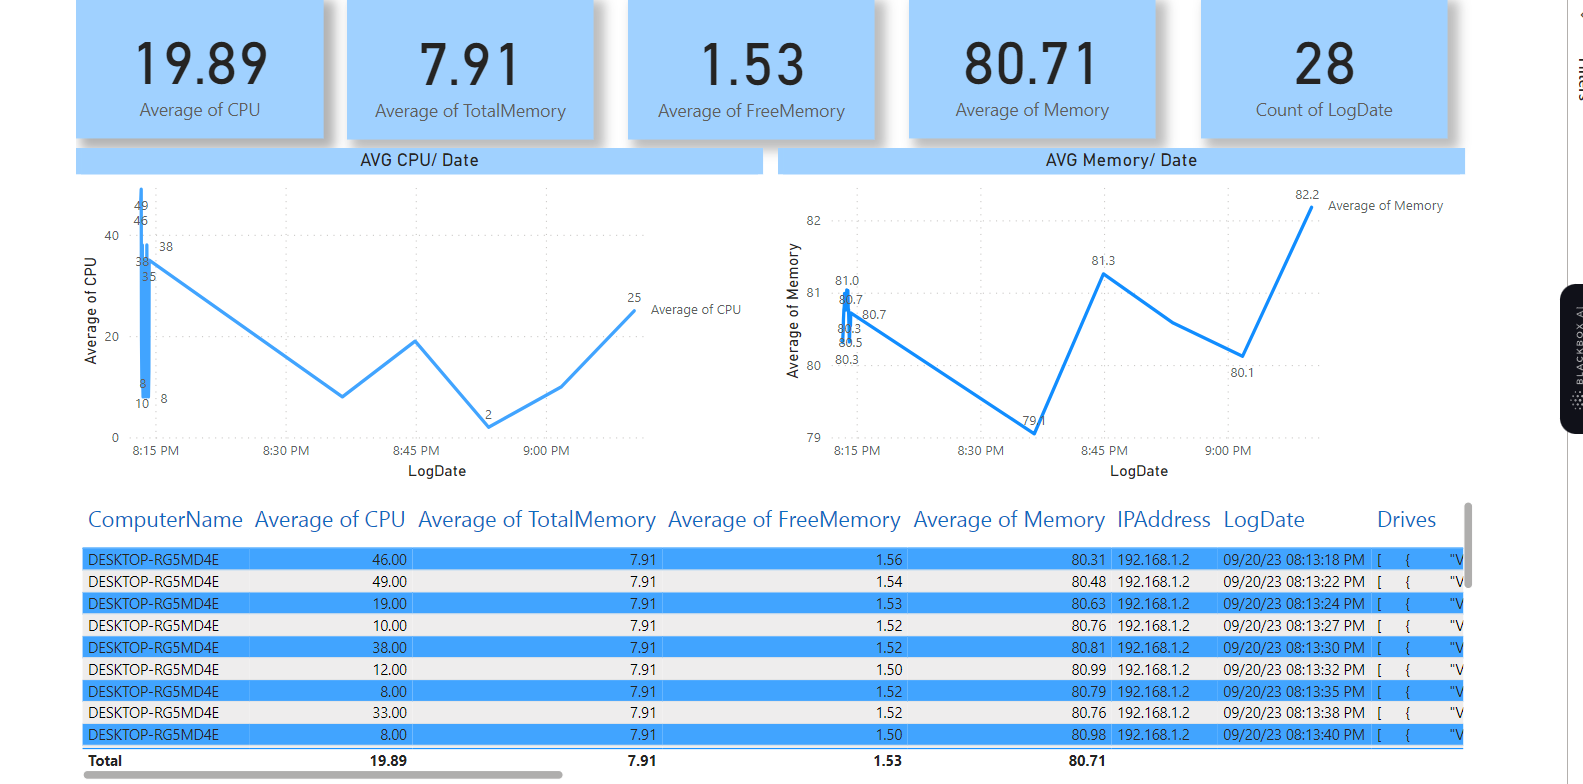 19.89
Average of CPU
7.91
Average of TotalMemory
1.53
Average of FreeMemory
80.71
Average of Memory
28
Count of LogDate
AVG CPU/ Date
Average of CPU
40
20
0
49
46
38
38
35
8
10
8
2
25
Average of CPU
8:15 PM
8:30 PM
8:45 PM
9:00 PM
LogDate
AVG Memory/ Date
Average of Memory
82
81
80
79
81.0
80.7
80.7
80.3
80.5
80.3
79.1
81.3
80.1
82.2
Average of Memory
8:15 PM
8:30 PM
8:45 PM
9:00 PM
LogDate
ComputerName Average of CPU Average of TotalMemory Average of FreeMemory Average of Memory IPAddress LogDate Drives
DESKTOP-RG5MD4E 46.00 7.91 1.56 80.31 192.168.1.2 09/20/23 08:13:18 PM [ { "V
DESKTOP-RG5MD4E 49.00 7.91 1.54 80.48 192.168.1.2 09/20/23 08:13:22 PM [ { "V
DESKTOP-RG5MD4E 19.00 7.91 1.53 80.63 192.168.1.2 09/20/23 08:13:24 PM [ { "V
DESKTOP-RG5MD4E 10.00 7.91 1.52 80.76 192.168.1.2 09/20/23 08:13:27 PM [ { "V
DESKTOP-RG5MD4E 38.00 7.91 1.52 80.81 192.168.1.2 09/20/23 08:13:30 PM [ { "V
DESKTOP-RG5MD4E 12.00 7.91 1.50 80.99 192.168.1.2 09/20/23 08:13:32 PM [ { "V
DESKTOP-RG5MD4E 8.00 7.91 1.52 80.79 192.168.1.2 09/20/23 08:13:35 PM [ { "V
DESKTOP-RG5MD4E 33.00 7.91 1.52 80.76 192.168.1.2 09/20/23 08:13:38 PM [ { "V
DESKTOP-RG5MD4E 8.00 7.91 1.50 80.98 192.168.1.2 09/20/23 08:13:40 PM [ { "V
Total 19.89 7.91 1.53 80.71
BLACKBOX AI